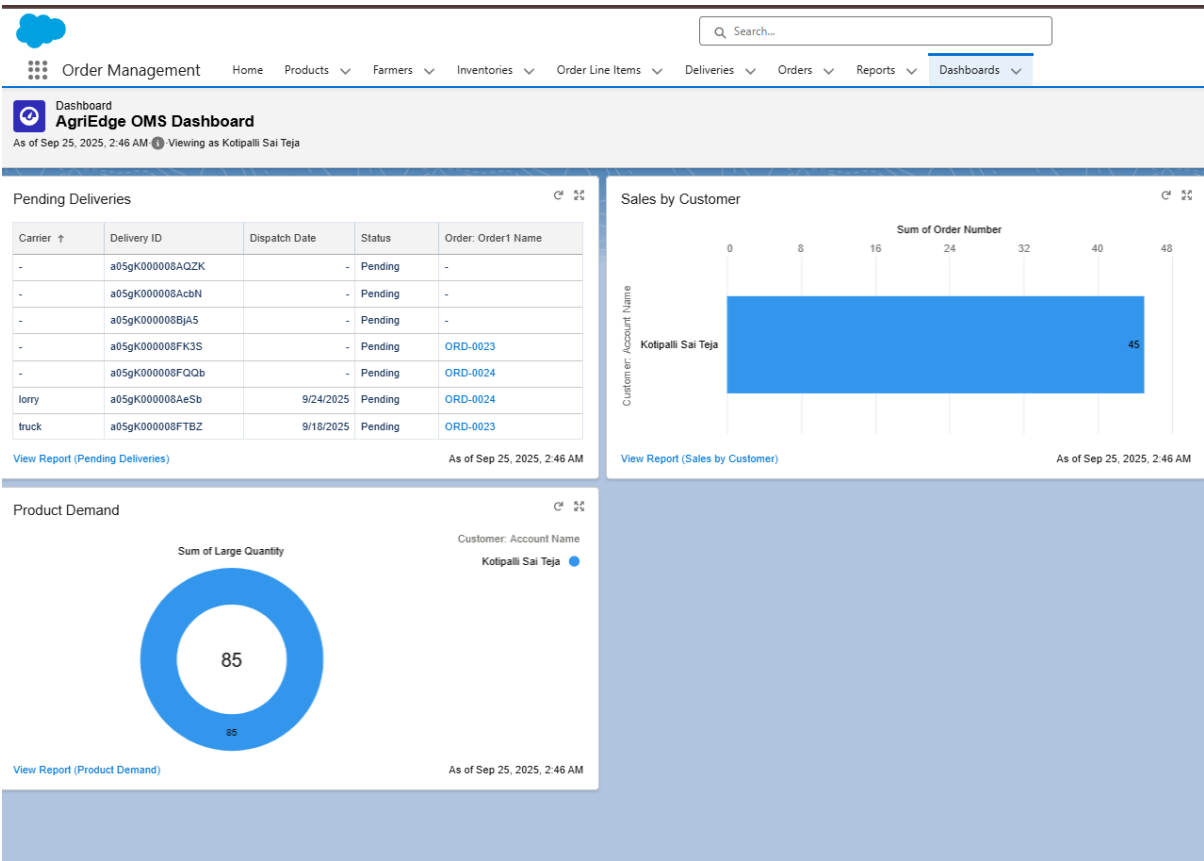 Search...
Order Management Home Products Farmers Inventories Order Line Items Deliveries Orders Reports Dashboards
Dashboard
AgriEdge OMS Dashboard
As of Sep 25, 2025, 2:46 AM Viewing as Kotipalli Sai Teja
Pending Deliveries
Carrier ↑ Delivery ID Dispatch Date Status Order: Order1 Name
- a05gK000008AQZK - Pending -
- a05gK000008AcbN - Pending -
- a05gK000008BjA5 - Pending -
- a05gK000008FK3S - Pending ORD-0023
- a05gK000008FQQb - Pending ORD-0024
lorry a05gK000008AeSb 9/24/2025 Pending ORD-0024
truck a05gK000008FTBZ 9/18/2025 Pending ORD-0023
View Report (Pending Deliveries) As of Sep 25, 2025, 2:46 AM
Sales by Customer
Sum of Order Number
0 8 16 24 32 40 48
Customer: Account Name
Kotipalli Sai Teja 45
View Report (Sales by Customer) As of Sep 25, 2025, 2:46 AM
Product Demand
Sum of Large Quantity
Customer: Account Name
Kotipalli Sai Teja
85
85
View Report (Product Demand) As of Sep 25, 2025, 2:46 AM